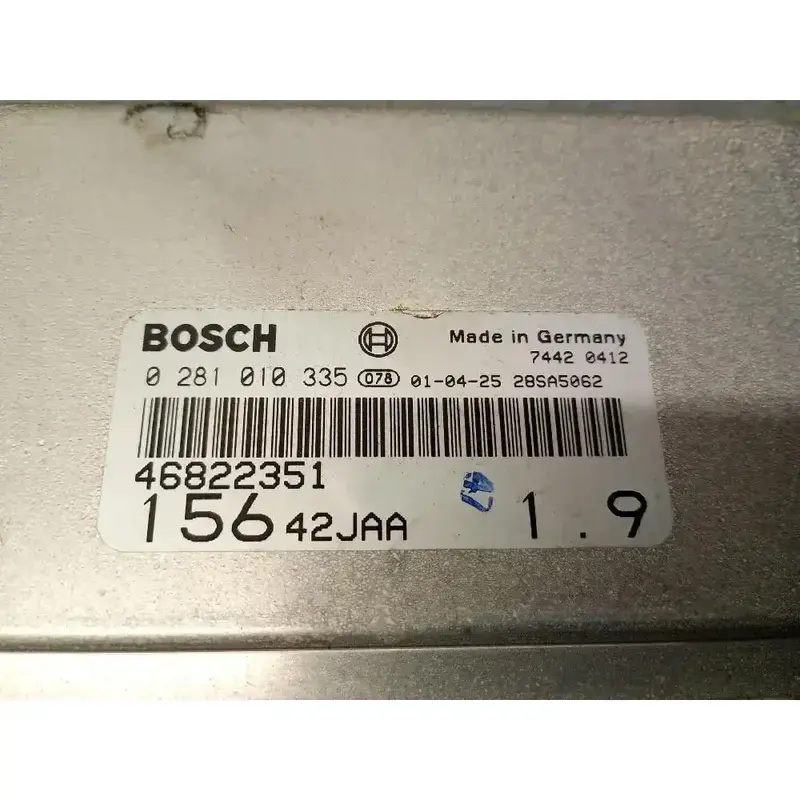 BOSCH Made in Germany
7442 0412
0 281 010 335 078 01-04-25 28SA5062
46822351
156 42JAA 1.9